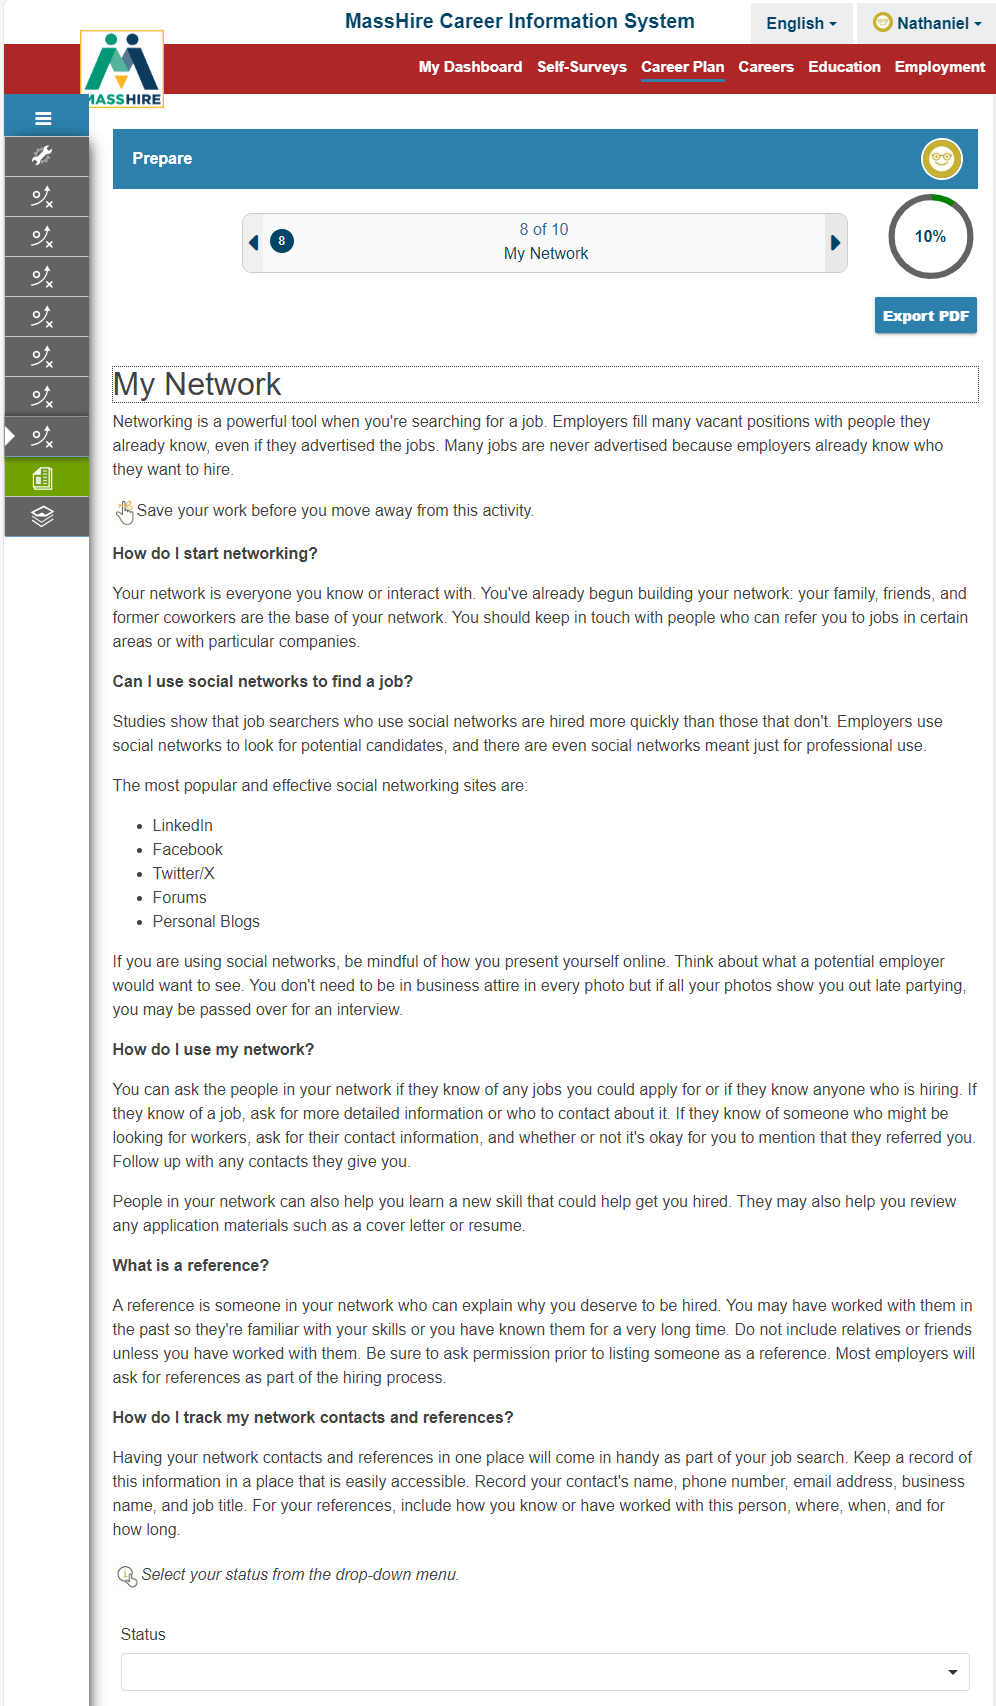 MassHire Career Information System
English
Nathaniel
MASSHIRE
My Dashboard Self-Surveys Career Plan Careers Education Employment
Prepare
8
8 of 10
My Network
10%
Export PDF
My Network
Networking is a powerful tool when you're searching for a job. Employers fill many vacant positions with people they
already know, even if they advertised the jobs. Many jobs are never advertised because employers already know who
they want to hire.
Save your work before you move away from this activity.
How do I start networking?
Your network is everyone you know or interact with. You've already begun building your network: your family, friends, and
former coworkers are the base of your network. You should keep in touch with people who can refer you to jobs in certain
areas or with particular companies.
Can I use social networks to find a job?
Studies show that job searchers who use social networks are hired more quickly than those that don't. Employers use
social networks to look for potential candidates, and there are even social networks meant just for professional use.
The most popular and effective social networking sites are:
• LinkedIn
• Facebook
• Twitter/X
• Forums
• Personal Blogs
If you are using social networks, be mindful of how you present yourself online. Think about what a potential employer
would want to see. You don't need to be in business attire in every photo but if all your photos show you out late partying,
you may be passed over for an interview.
How do I use my network?
You can ask the people in your network if they know of any jobs you could apply for or if they know anyone who is hiring. If
they know of a job, ask for more detailed information or who to contact about it. If they know of someone who might be
looking for workers, ask for their contact information, and whether or not it's okay for you to mention that they referred you.
Follow up with any contacts they give you.
People in your network can also help you learn a new skill that could help get you hired. They may also help you review
any application materials such as a cover letter or resume.
What is a reference?
A reference is someone in your network who can explain why you deserve to be hired. You may have worked with them in
the past so they're familiar with your skills or you have known them for a very long time. Do not include relatives or friends
unless you have worked with them. Be sure to ask permission prior to listing someone as a reference. Most employers will
ask for references as part of the hiring process.
How do I track my network contacts and references?
Having your network contacts and references in one place will come in handy as part of your job search. Keep a record of
this information in a place that is easily accessible. Record your contact's name, phone number, email address, business
name, and job title. For your references, include how you know or have worked with this person, where, when, and for
how long.
Select your status from the drop-down menu.
Status